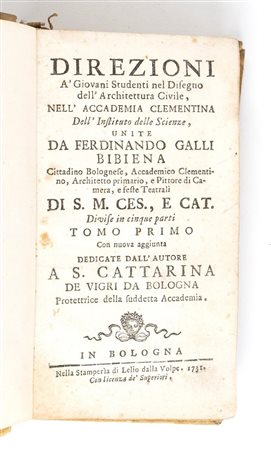 DIREZIONI
A' Giovani Studenti nel Disegno
dell' Architettura Civile,
NELL' ACCADEMIA CLEMENTINA
Dell' Instituto delle Scienze,
UNITE
DA FERDINANDO GALLI
BIBIENA
Cittadino Bolognese, Accademico Clementi-
no, Architetto primario, e Pittore di Ca-
mera, e feste Teatrali
DI S. M. CES., E CAT.
Divise in cinque parti
TOMO PRIMO
Con nuova aggiunta
DEDICATE DALL' AUTORE
A S. CATTARINA
DE VIGRI DA BOLOGNA
Protettrice della suddetta Accademia.
IN BOLOGNA
Nella Stamperia di Lelio dalla Volpe. 1731.
Con licenza de' Superiori.